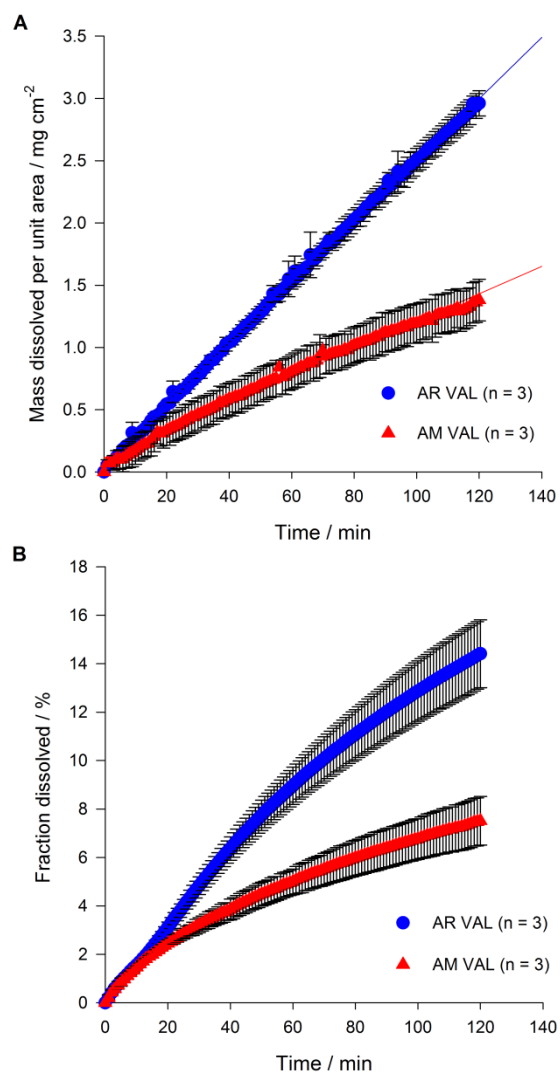 A
Mass dissolved per unit area / mg cm⁻²
3.5
3.0
2.5
2.0
1.5
1.0
0.5
0.0
AR VAL (n = 3)
AM VAL (n = 3)
0 20 40 60 80 100 120 140
Time / min
B
Fraction dissolved / %
18
16
14
12
10
8
6
4
2
0
AR VAL (n = 3)
AM VAL (n = 3)
0 20 40 60 80 100 120 140
Time / min